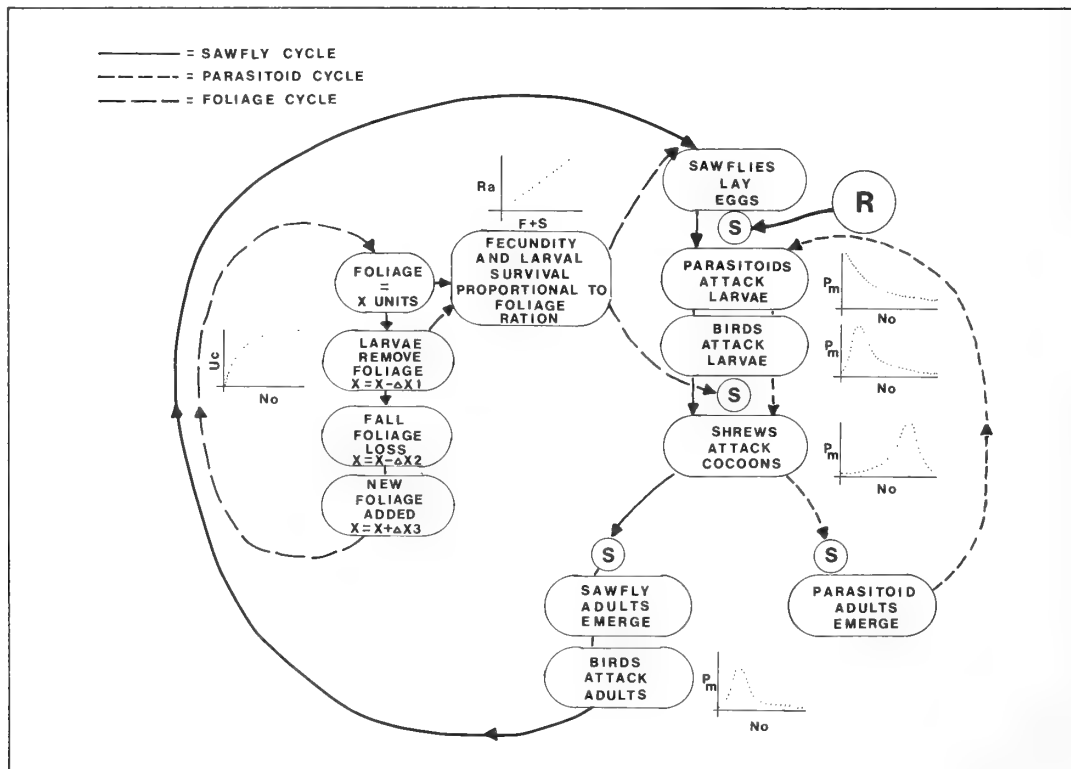 = SAWFLY CYCLE
= PARASITOID CYCLE
= FOLIAGE CYCLE
Ra
F+S
SAWFLIES
LAY
EGGS
S
R
FECUNDITY
AND LARVAL
SURVIVAL
PROPORTIONAL TO
FOLIAGE
RATION
FOLIAGE
=
X UNITS
PARASITOIDS
ATTACK
LARVAE
Pm
No
LARVAE
REMOVE
FOLIAGE
X=X-△X1
Uc
No
BIRDS
ATTACK
LARVAE
Pm
No
S
FALL
FOLIAGE
LOSS
X=X-△X2
SHREWS
ATTACK
COCOONS
Pm
No
NEW
FOLIAGE
ADDED
X=X+△X3
S
S
SAWFLY
ADULTS
EMERGE
PARASITOID
ADULTS
EMERGE
BIRDS
ATTACK
ADULTS
Pm
No